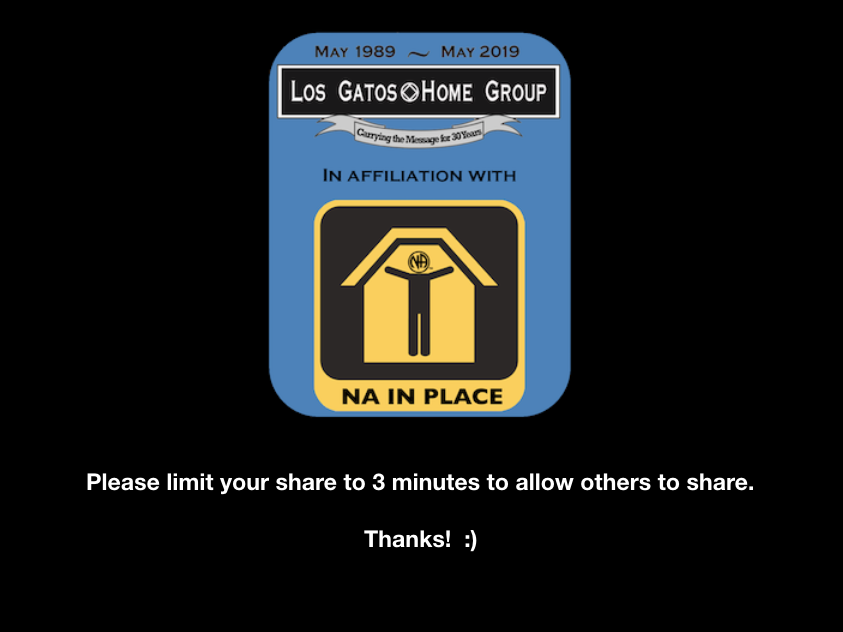 May 1989 ~ May 2019
Los Gatos Home Group
Carrying the Message for 30 Years
In affiliation with
NA
NA IN PLACE
Please limit your share to 3 minutes to allow others to share.
Thanks!  :)